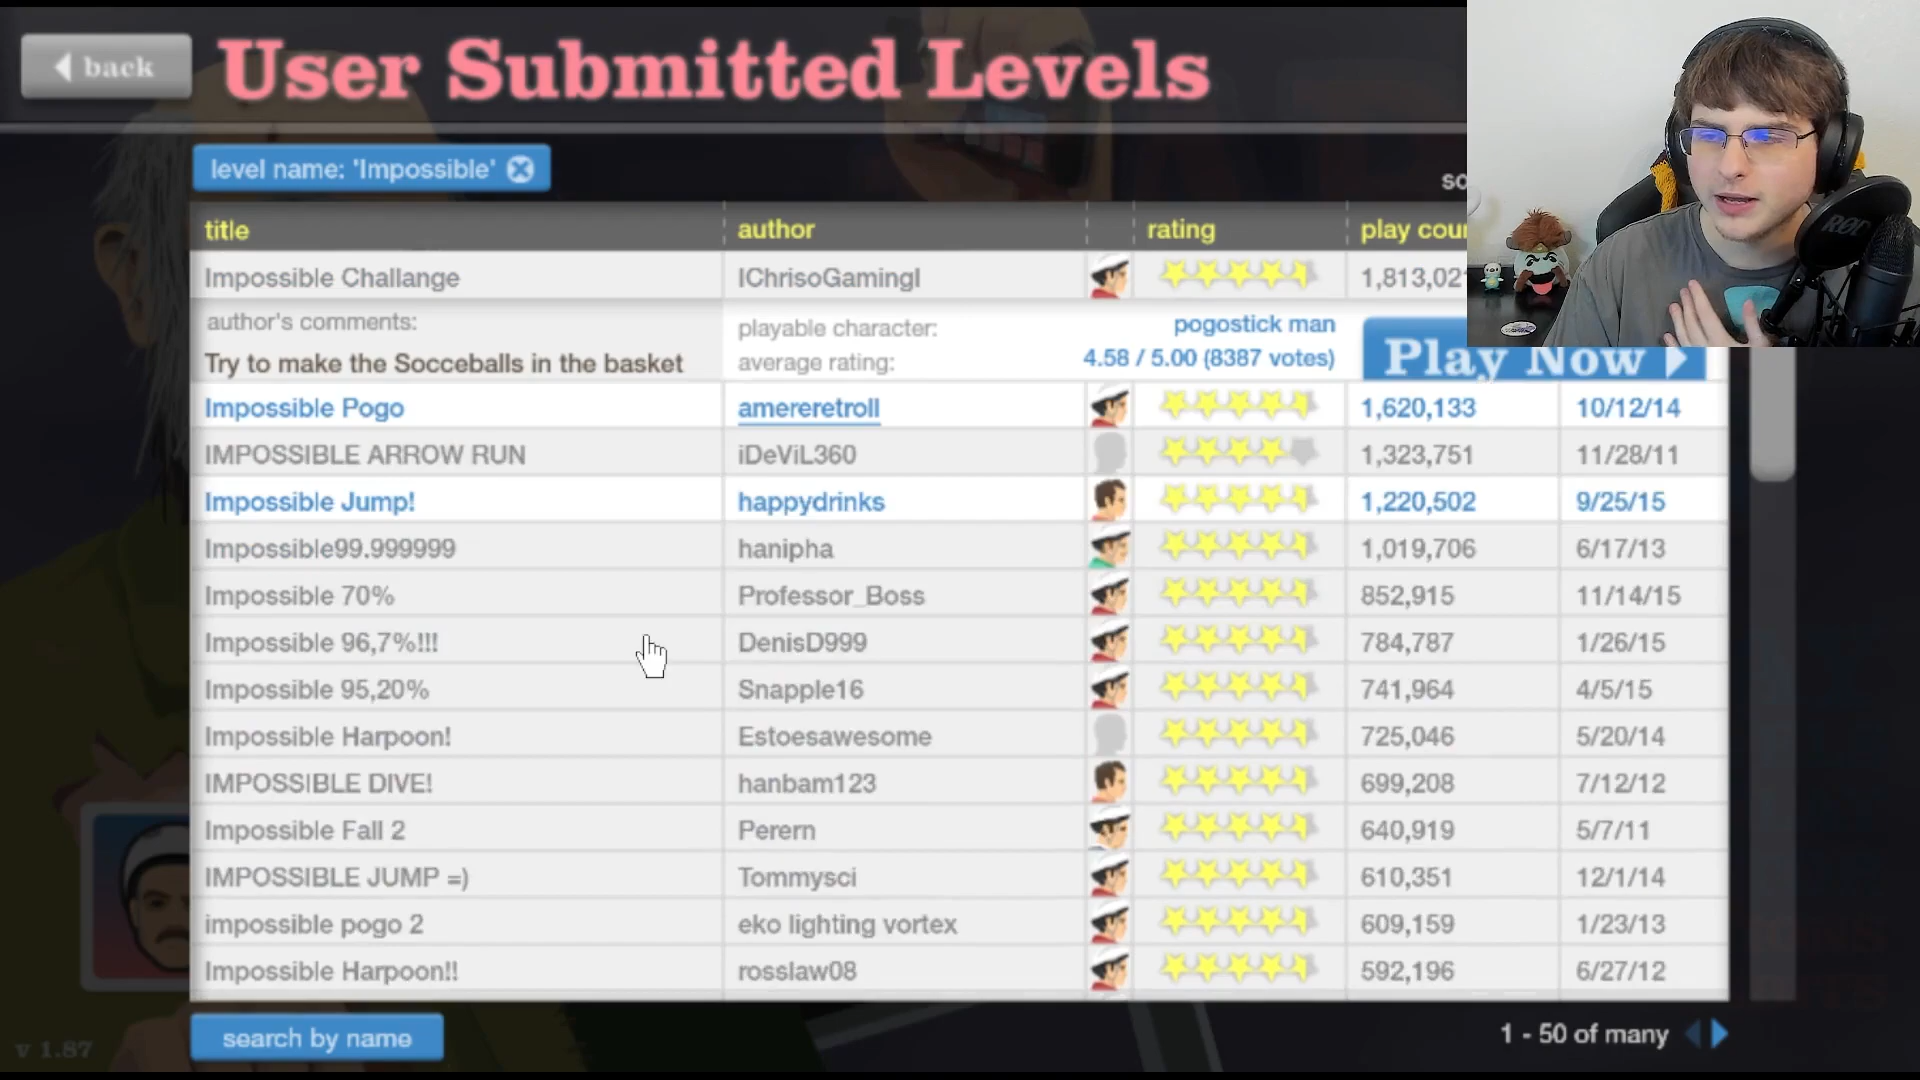 back
User Submitted Levels
level name: 'Impossible'
so
title author rating play cour
Impossible Challange IChrisoGamingI 1,813,02
author's comments:
Try to make the Socceballs in the basket
playable character: pogostick man
average rating: 4.58 / 5.00 (8387 votes)
Play Now
Impossible Pogo amereretroll 1,620,133 10/12/14
IMPOSSIBLE ARROW RUN iDeViL360 1,323,751 11/28/11
Impossible Jump! happydrinks 1,220,502 9/25/15
Impossible99.999999 hanipha 1,019,706 6/17/13
Impossible 70% Professor_Boss 852,915 11/14/15
Impossible 96,7%!!! DenisD999 784,787 1/26/15
Impossible 95,20% Snapple16 741,964 4/5/15
Impossible Harpoon! Estoesawesome 725,046 5/20/14
IMPOSSIBLE DIVE! hanbam123 699,208 7/12/12
Impossible Fall 2 Perern 640,919 5/7/11
IMPOSSIBLE JUMP =) Tommysci 610,351 12/1/14
impossible pogo 2 eko lighting vortex 609,159 1/23/13
Impossible Harpoon!! rosslaw08 592,196 6/27/12
search by name
1 - 50 of many
v 1.87
RØD